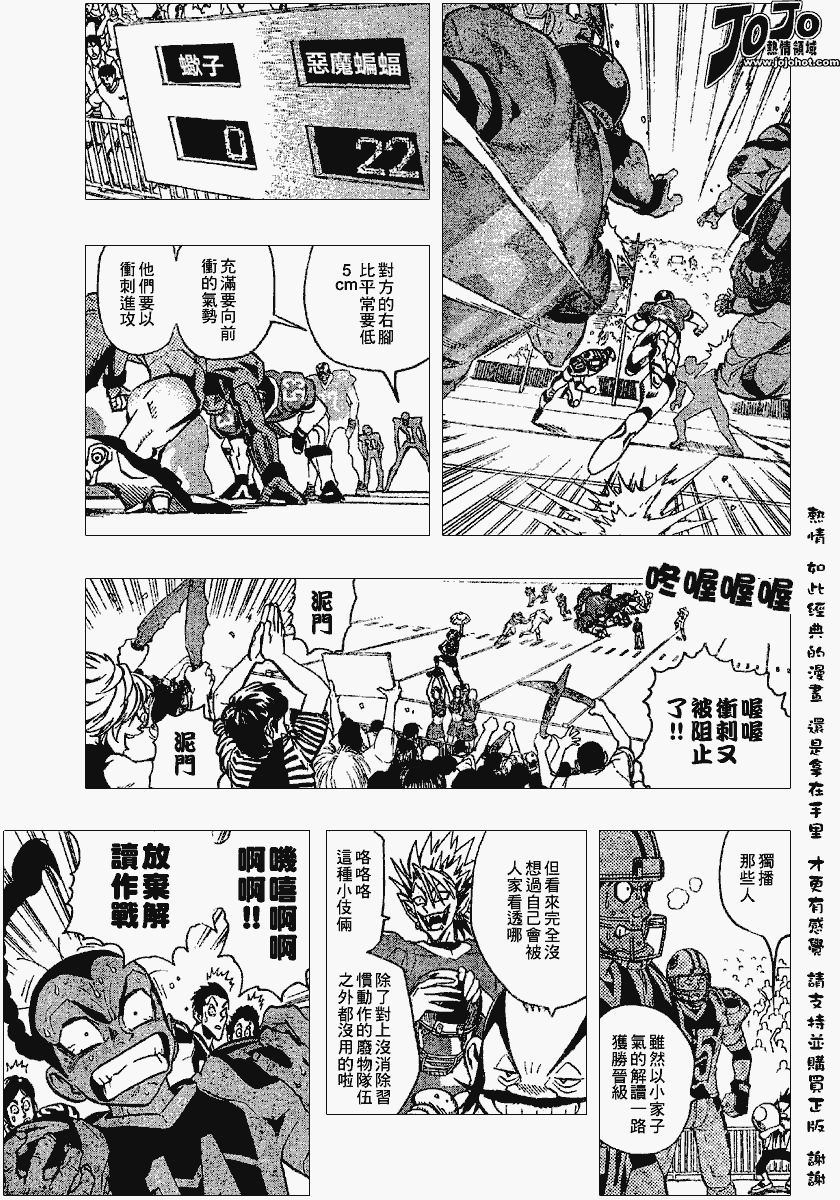 JOJO
熱情領域
www.jojohot.com
蠍子
惡魔蝙蝠
0
22
對方的右腳
比平常要低
5cm
充滿要向前
衝的氣勢
他們要以
衝刺進攻
53
咚喔喔喔
喔喔
衝刺又
被阻止
了!!
泥門
泥門
獨播
那些人
雖然以小家子
氣的解讀一路
獲勝晉級
但看來完全沒
想過自己會被
人家看透哪
咯咯咯
這種小伎倆
除了對上沒消除習
慣動作的廢物隊伍
之外都沒用的啦
嘰嘻啊啊
啊啊!!
放棄解
讀作戰
熱情 如此經典的漫畫 還是拿在手里 才更有感覺 請支持並購買正版 謝謝